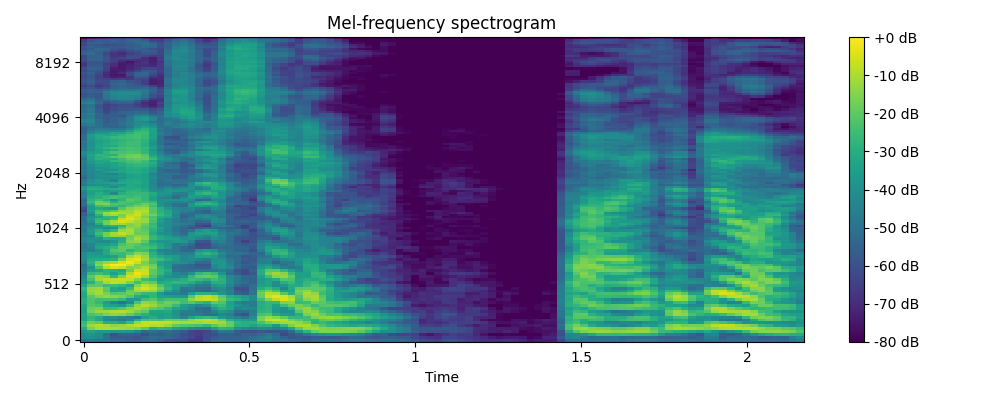 Mel-frequency spectrogram
Hz
8192
4096
2048
1024
512
0
0
0.5
1
1.5
2
Time
+0 dB
-10 dB
-20 dB
-30 dB
-40 dB
-50 dB
-60 dB
-70 dB
-80 dB